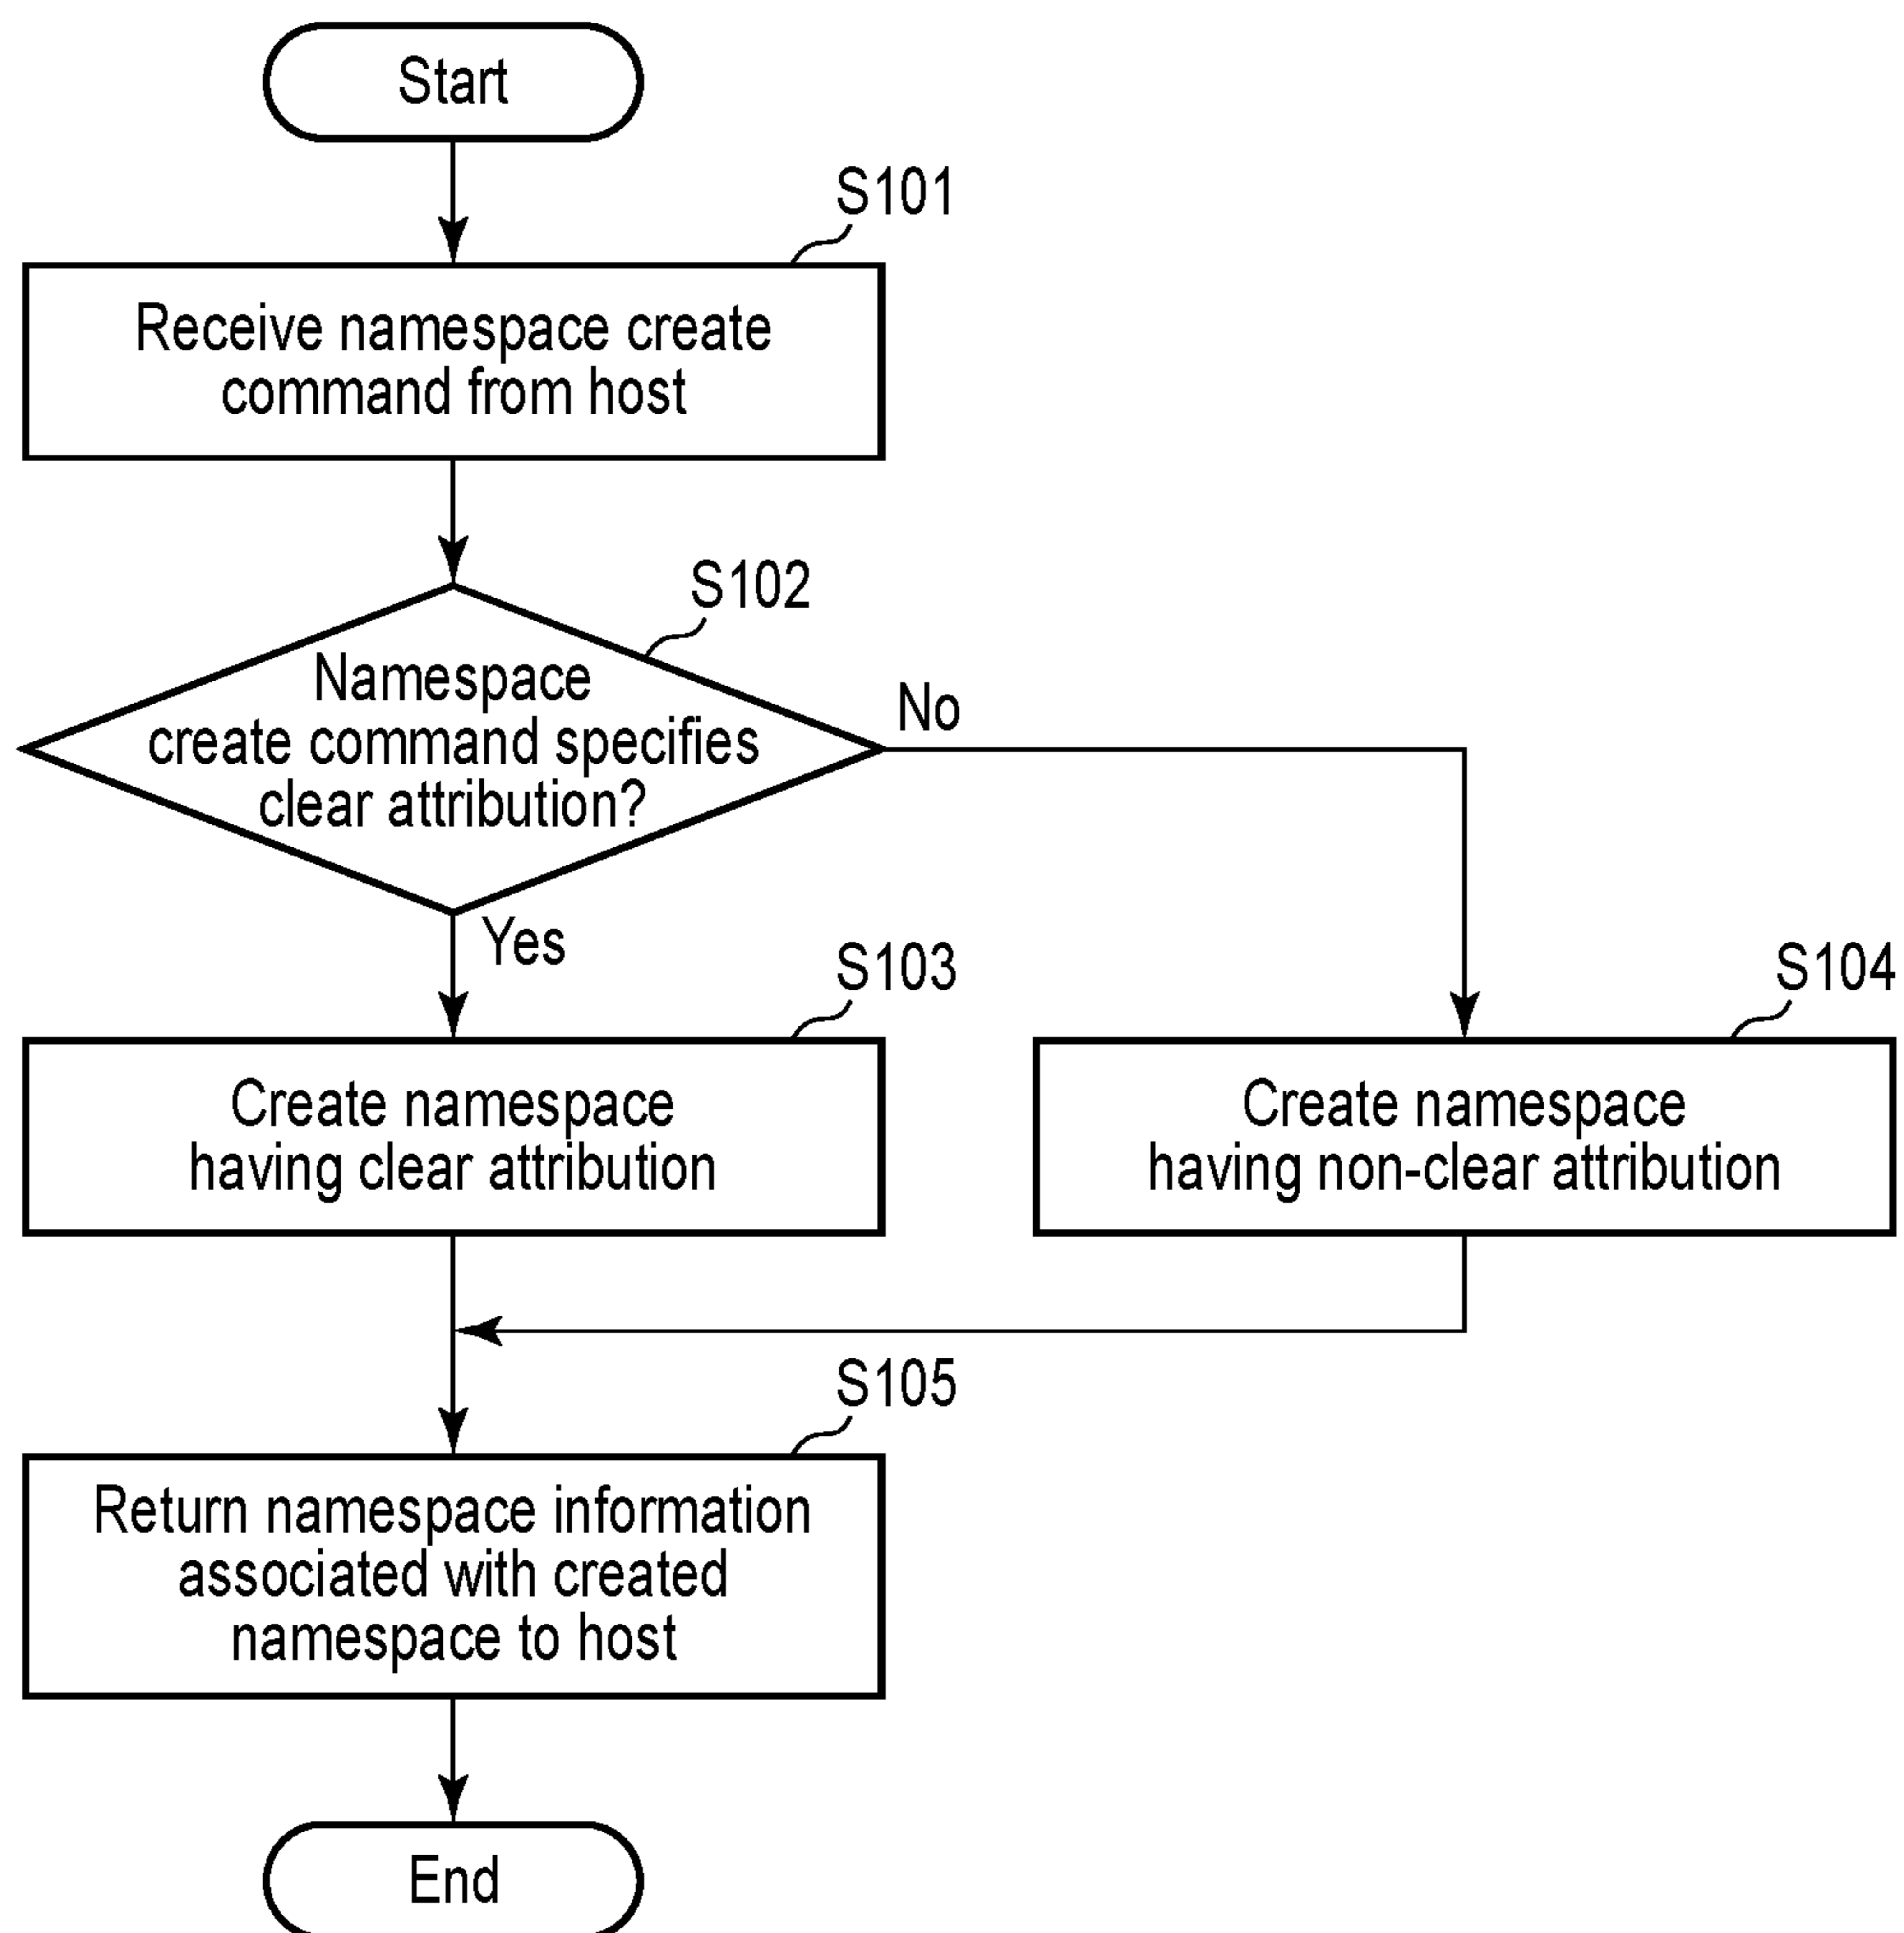 Start
S101
Receive namespace create
command from host
S102
Namespace
create command specifies
clear attribution?
No
Yes
S103
Create namespace
having clear attribution
S104
Create namespace
having non-clear attribution
S105
Return namespace information
associated with created
namespace to host
End